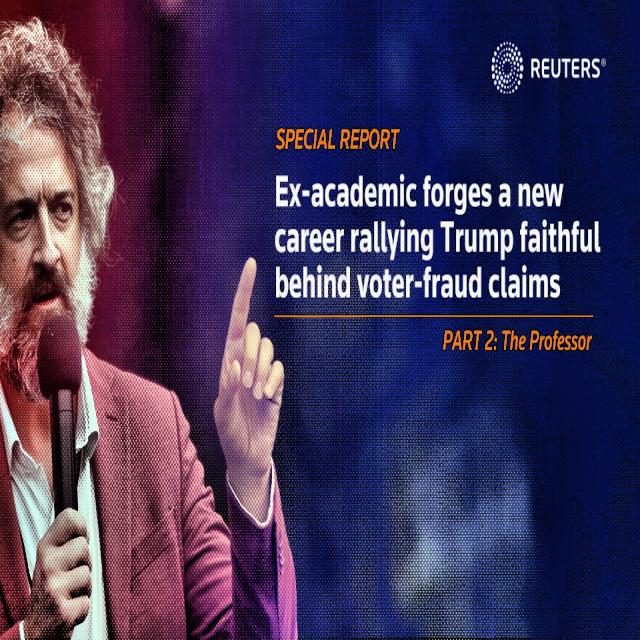 REUTERS®
SPECIAL REPORT
Ex-academic forges a new
career rallying Trump faithful
behind voter-fraud claims
PART 2: The Professor